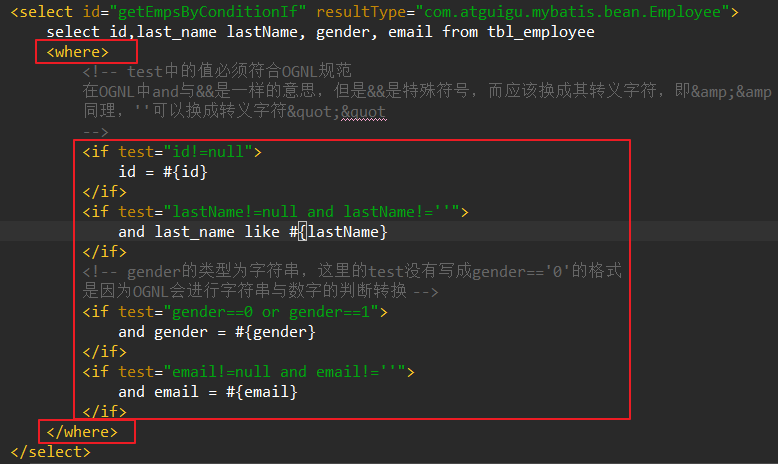 <select id="getEmpsByConditionIf" resultType="com.atguigu.mybatis.bean.Employee">
select id,last_name lastName, gender, email from tbl_employee
<where>
<!-- test中的值必须符合OGNL规范
在OGNL中and与&&是一样的意思，但是&&是特殊符号，而应该换成其转义字符，即&amp;&amp
同理，''可以换成转义字符&quot;&quot
-->
<if test="id!=null">
id = #{id}
</if>
<if test="lastName!=null and lastName!=''">
and last_name like #{lastName}
</if>
<!-- gender的类型为字符串，这里的test没有写成gender=='0'的格式
是因为OGNL会进行字符串与数字的判断转换 -->
<if test="gender==0 or gender==1">
and gender = #{gender}
</if>
<if test="email!=null and email!=''">
and email = #{email}
</if>
</where>
</select>